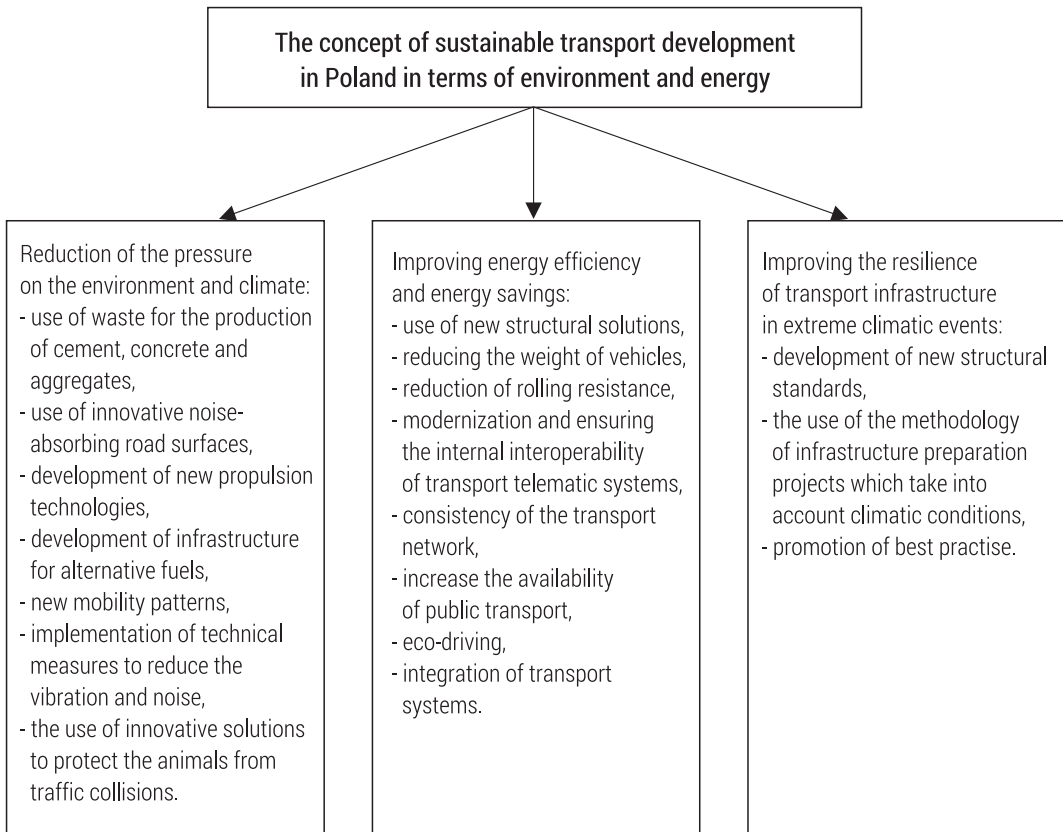 The concept of sustainable transport development
in Poland in terms of environment and energy
Reduction of the pressure
on the environment and climate:
- use of waste for the production
of cement, concrete and
aggregates,
- use of innovative noise-
absorbing road surfaces,
- development of new propulsion
technologies,
- development of infrastructure
for alternative fuels,
- new mobility patterns,
- implementation of technical
measures to reduce the
vibration and noise,
- the use of innovative solutions
to protect the animals from
traffic collisions.
Improving energy efficiency
and energy savings:
- use of new structural solutions,
- reducing the weight of vehicles,
- reduction of rolling resistance,
- modernization and ensuring
the internal interoperability
of transport telematic systems,
- consistency of the transport
network,
- increase the availability
of public transport,
- eco-driving,
- integration of transport
systems.
Improving the resilience
of transport infrastructure
in extreme climatic events:
- development of new structural
standards,
- the use of the methodology
of infrastructure preparation
projects which take into
account climatic conditions,
- promotion of best practise.